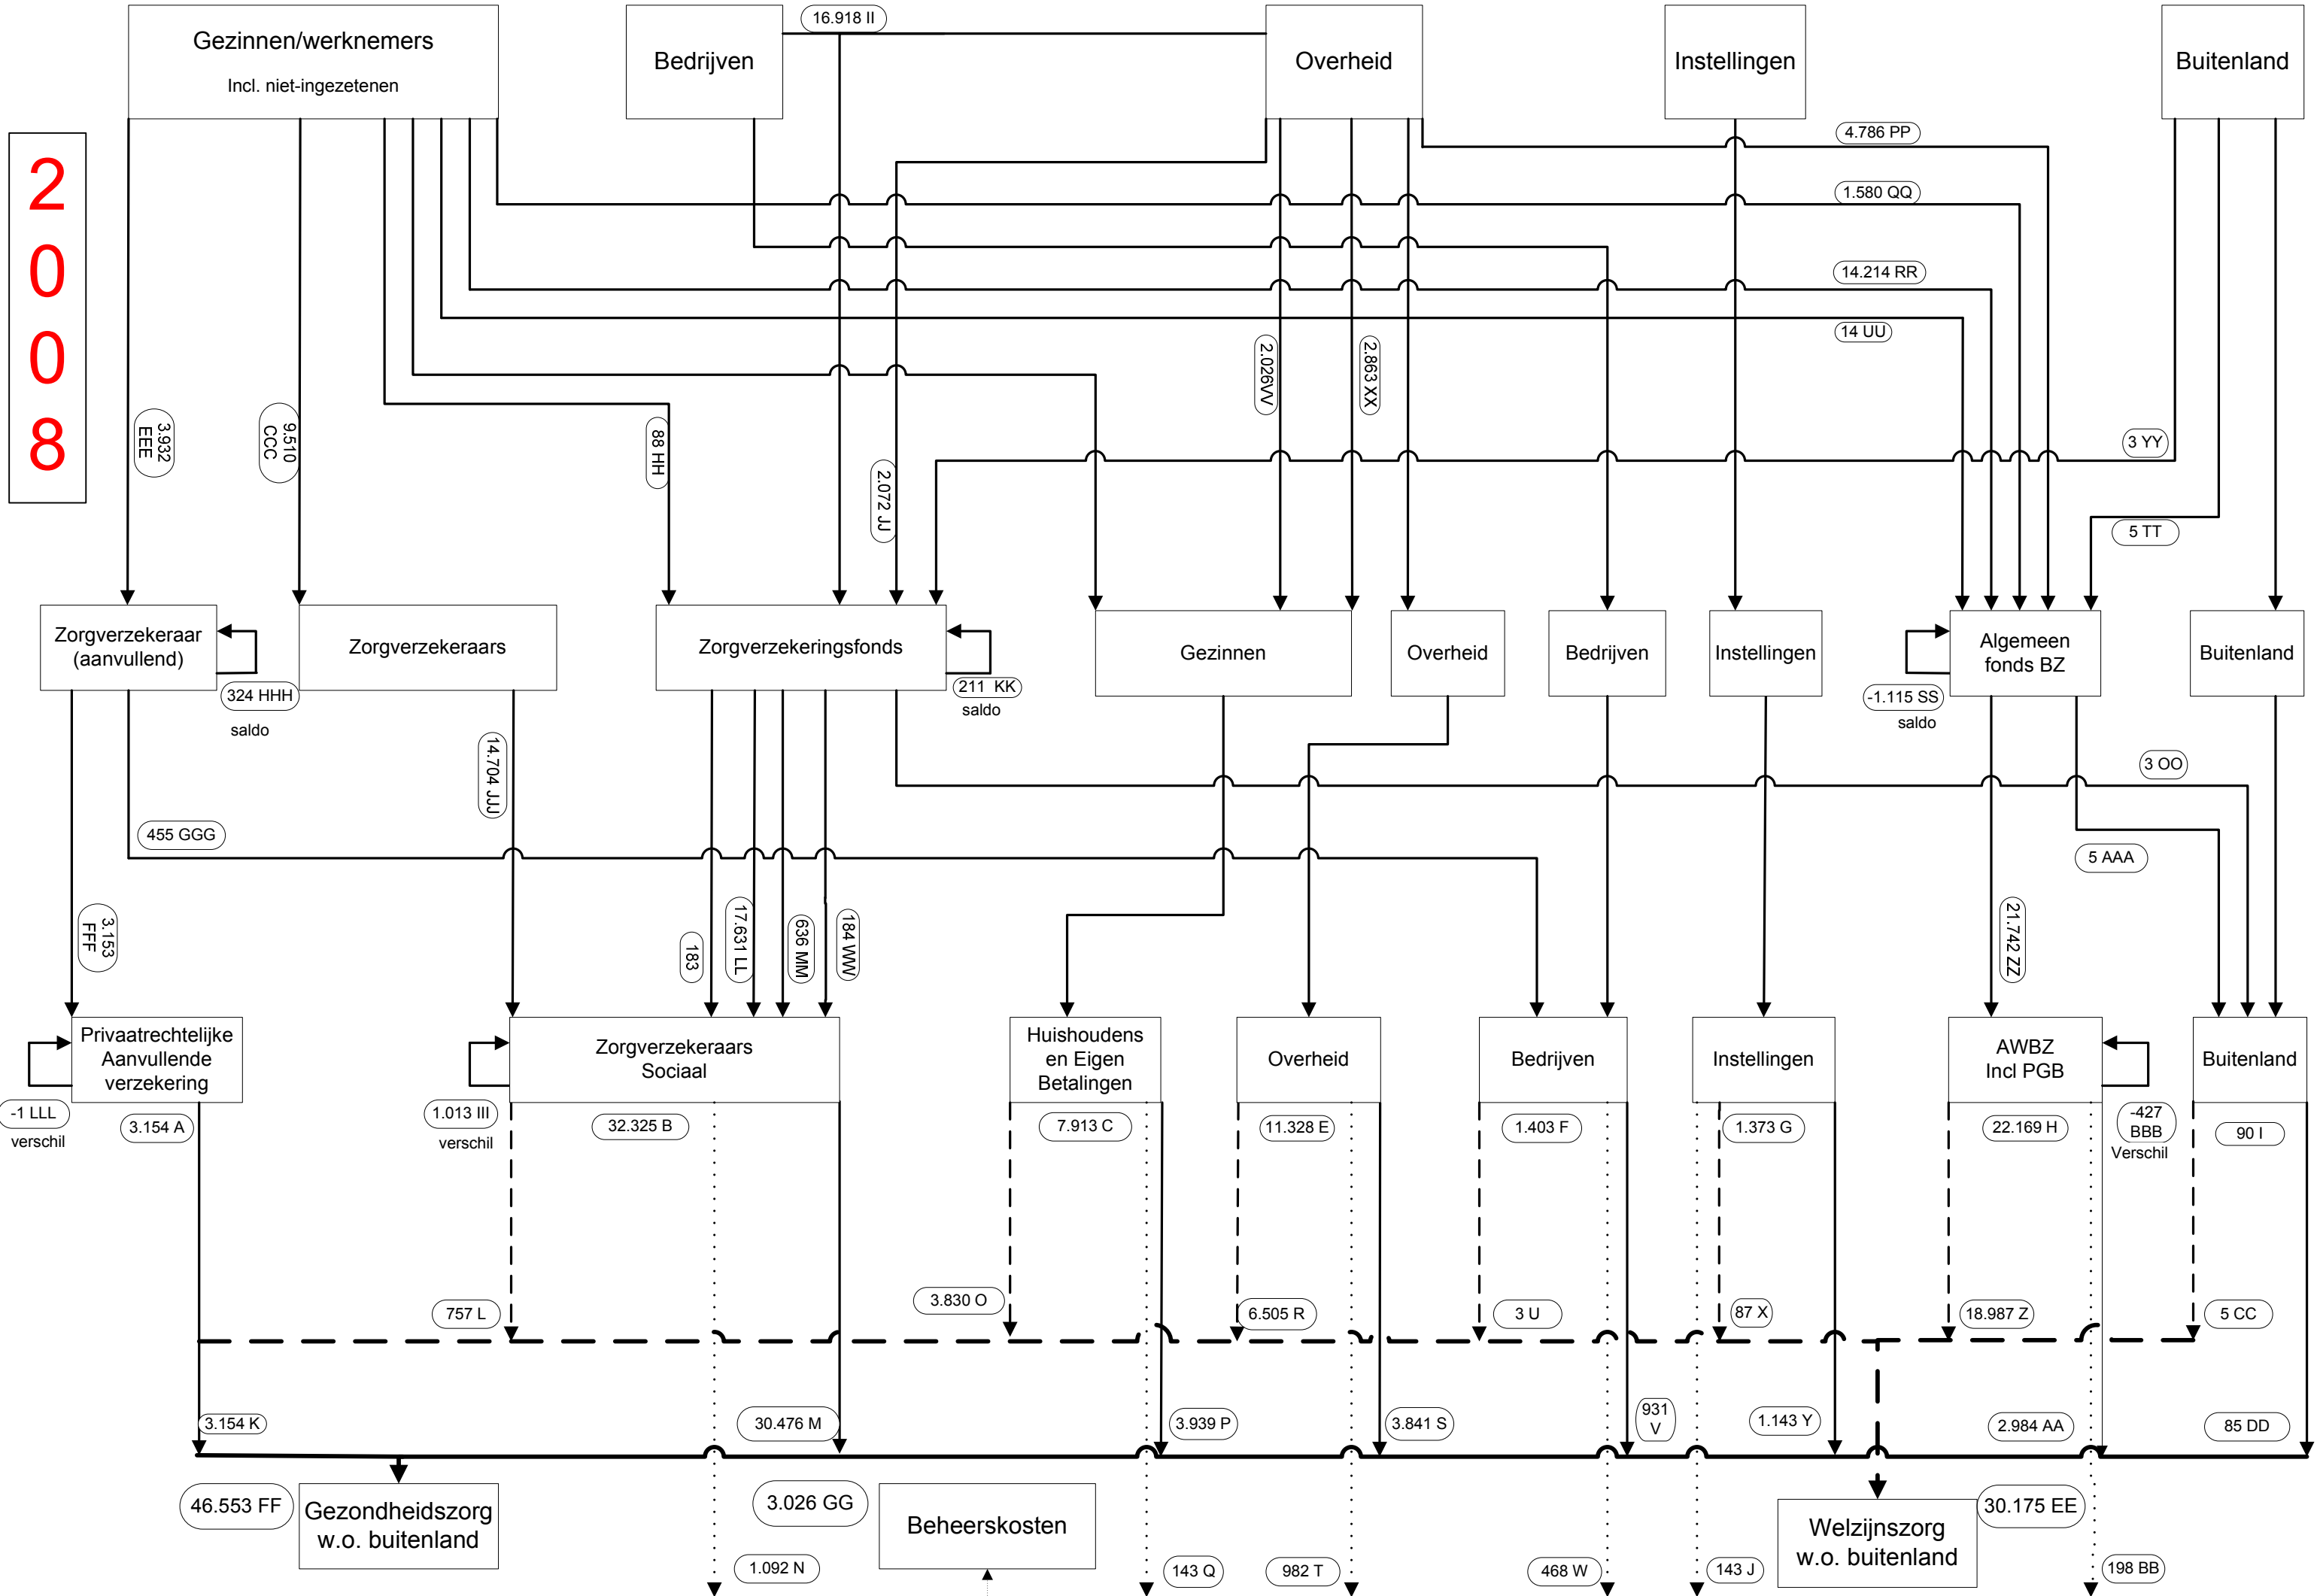 16.918 II
Gezinnen/werknemers
Incl. niet-ingezetenen
Bedrijven
Overheid
Instellingen
Buitenland
2
0
0
8
4.786 PP
1.580 QQ
14.214 RR
14 UU
2.026VV
2.863 XX
3.932
EEE
9.510
CCC
88 HH
2.072 JJ
3 YY
5 TT
Zorgverzekeraar
(aanvullend)
Zorgverzekeraars
Zorgverzekeringsfonds
Gezinnen
Overheid
Bedrijven
Instellingen
Algemeen
fonds BZ
Buitenland
324 HHH
saldo
211 KK
saldo
-1.115 SS
saldo
14.704 JJJ
3 OO
455 GGG
5 AAA
3.153
FFF
183
17.631 LL
636 MM
184 WW
21.742 ZZ
Privaatrechtelijke
Aanvullende
verzekering
Zorgverzekeraars
Sociaal
Huishoudens
en Eigen
Betalingen
Overheid
Bedrijven
Instellingen
AWBZ
Incl PGB
Buitenland
-1 LLL
verschil
3.154 A
1.013 III
verschil
32.325 B
7.913 C
11.328 E
1.403 F
1.373 G
22.169 H
-427
BBB
Verschil
90 I
757 L
3.830 O
6.505 R
3 U
87 X
18.987 Z
5 CC
3.154 K
30.476 M
3.939 P
3.841 S
931
V
1.143 Y
2.984 AA
85 DD
46.553 FF
Gezondheidszorg
w.o. buitenland
3.026 GG
Beheerskosten
Welzijnszorg
w.o. buitenland
30.175 EE
1.092 N
143 Q
982 T
468 W
143 J
198 BB